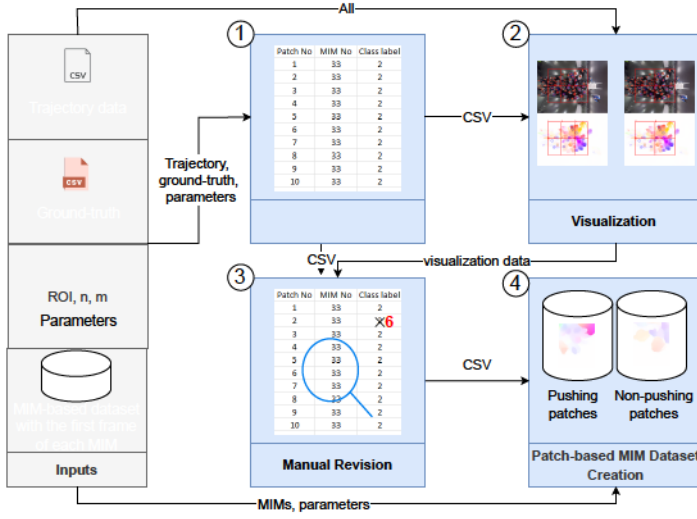 All
CSV
Trajectory data
CSV
Ground-truth
ROI, n, m
Parameters
MIM-based dataset
with the first frame
of each MIM
Inputs
Trajectory,
ground-truth,
parameters
1
Patch No MIM No Class label
1 33 2
2 33 2
3 33 2
4 33 2
5 33 2
6 33 2
7 33 2
8 33 2
9 33 2
10 33 2
CSV
2
Visualization
CSV
visualization data
3
Patch No MIM No Class label
1 33 2
2 33 6
3 33 2
4 33 2
5 33 2
6 33 2
7 33 2
8 33 2
9 33 2
10 33 2
Manual Revision
CSV
4
Pushing
patches
Non-pushing
patches
Patch-based MIM Dataset
Creation
MIMs, parameters